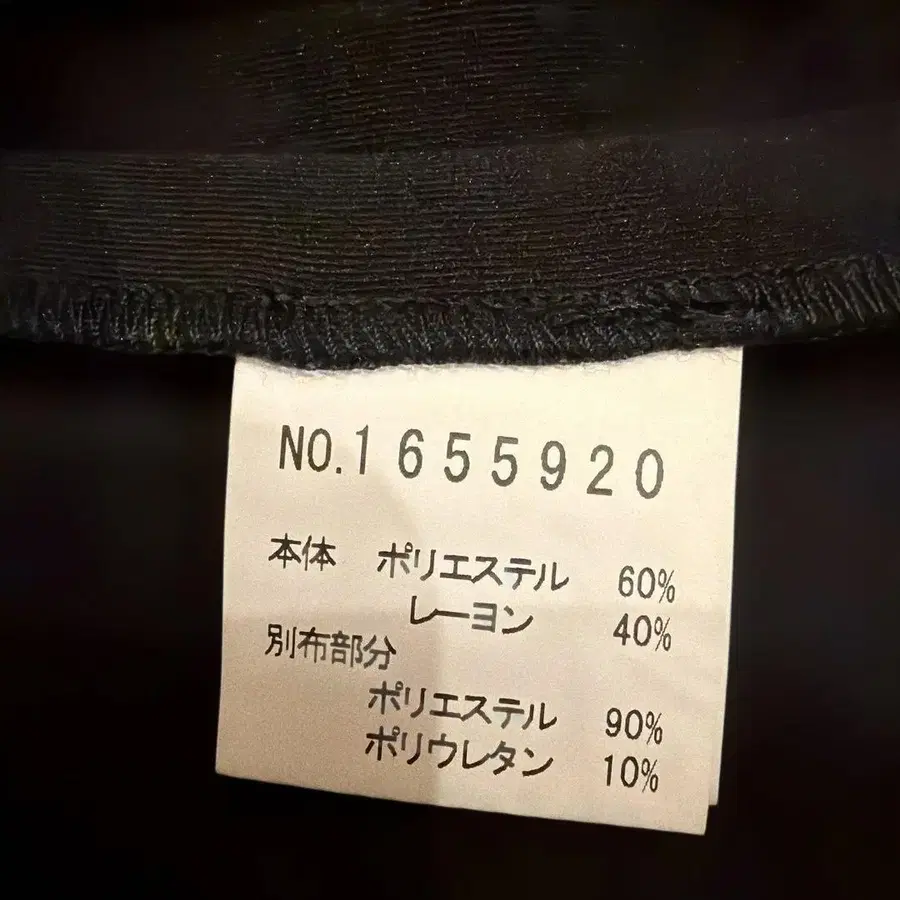 NO.1655920
本体 ポリエステル 60%
レーヨン 40%
別布部分
ポリエステル 90%
ポリウレタン 10%